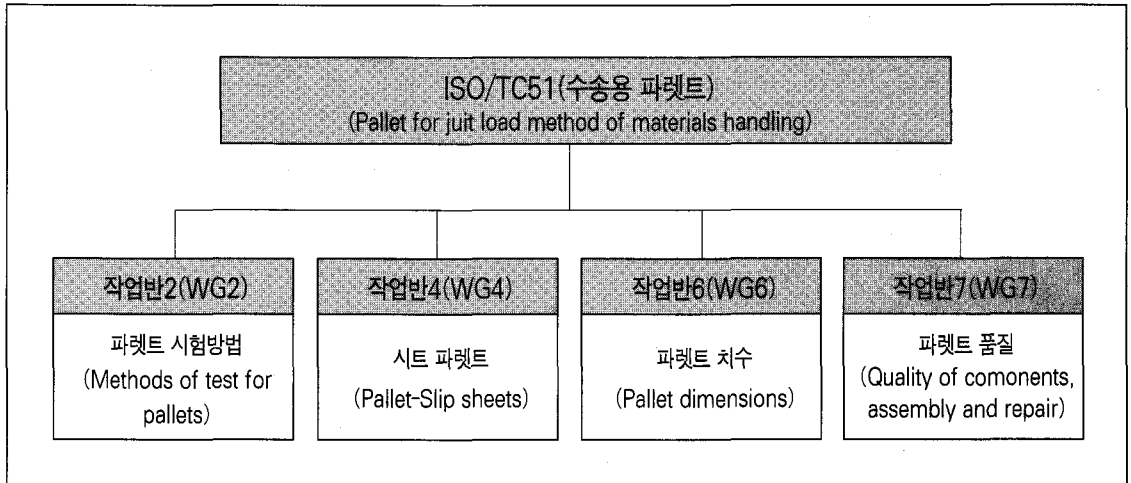 ISO/TC51(수송용 파렛트)
(Pallet for juit load method of materials handling)
작업반2(WG2)
파렛트 시험방법
(Methods of test for
pallets)
작업반4(WG4)
시트 파렛트
(Pallet-Slip sheets)
작업반6(WG6)
파렛트 치수
(Pallet dimensions)
작업반7(WG7)
파렛트 품질
(Quality of comonents,
assembly and repair)